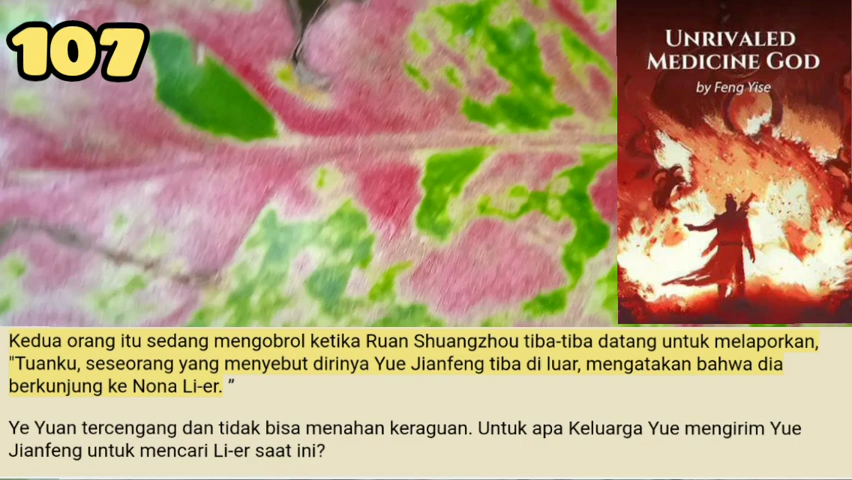 107
UNRIVALED
MEDICINE GOD
by Feng Yise
Kedua orang itu sedang mengobrol ketika Ruan Shuangzhou tiba-tiba datang untuk melaporkan,
"Tuanku, seseorang yang menyebut dirinya Yue Jianfeng tiba di luar, mengatakan bahwa dia
berkunjung ke Nona Li-er. ”
Ye Yuan tercengang dan tidak bisa menahan keraguan. Untuk apa Keluarga Yue mengirim Yue
Jianfeng untuk mencari Li-er saat ini?